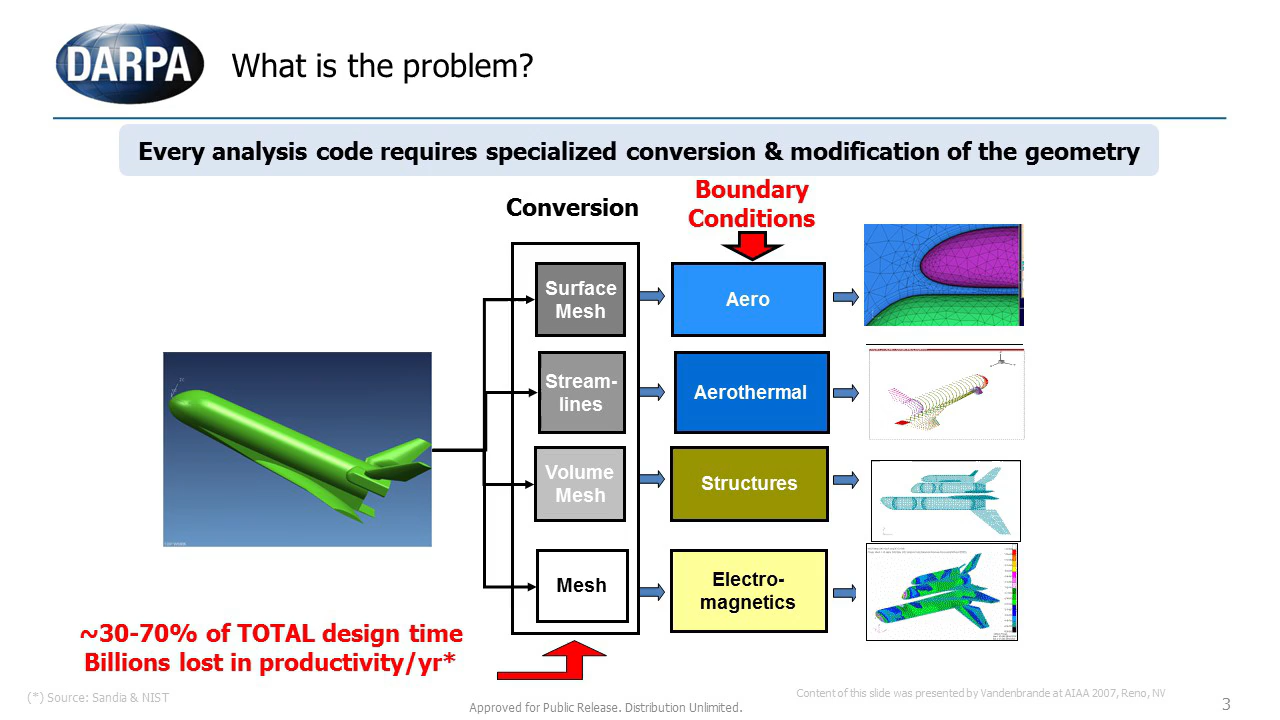 DARPA
What is the problem?
Every analysis code requires specialized conversion & modification of the geometry
Conversion
Boundary
Conditions
Surface
Mesh
Aero
Stream-
lines
Aerothermal
Volume
Mesh
Structures
Mesh
Electro-
magnetics
~30-70% of TOTAL design time
Billions lost in productivity/yr*
(*) Source: Sandia & NIST
Content of this slide was presented by Vandenbrande at AIAA 2007, Reno, NV
Approved for Public Release. Distribution Unlimited.
3